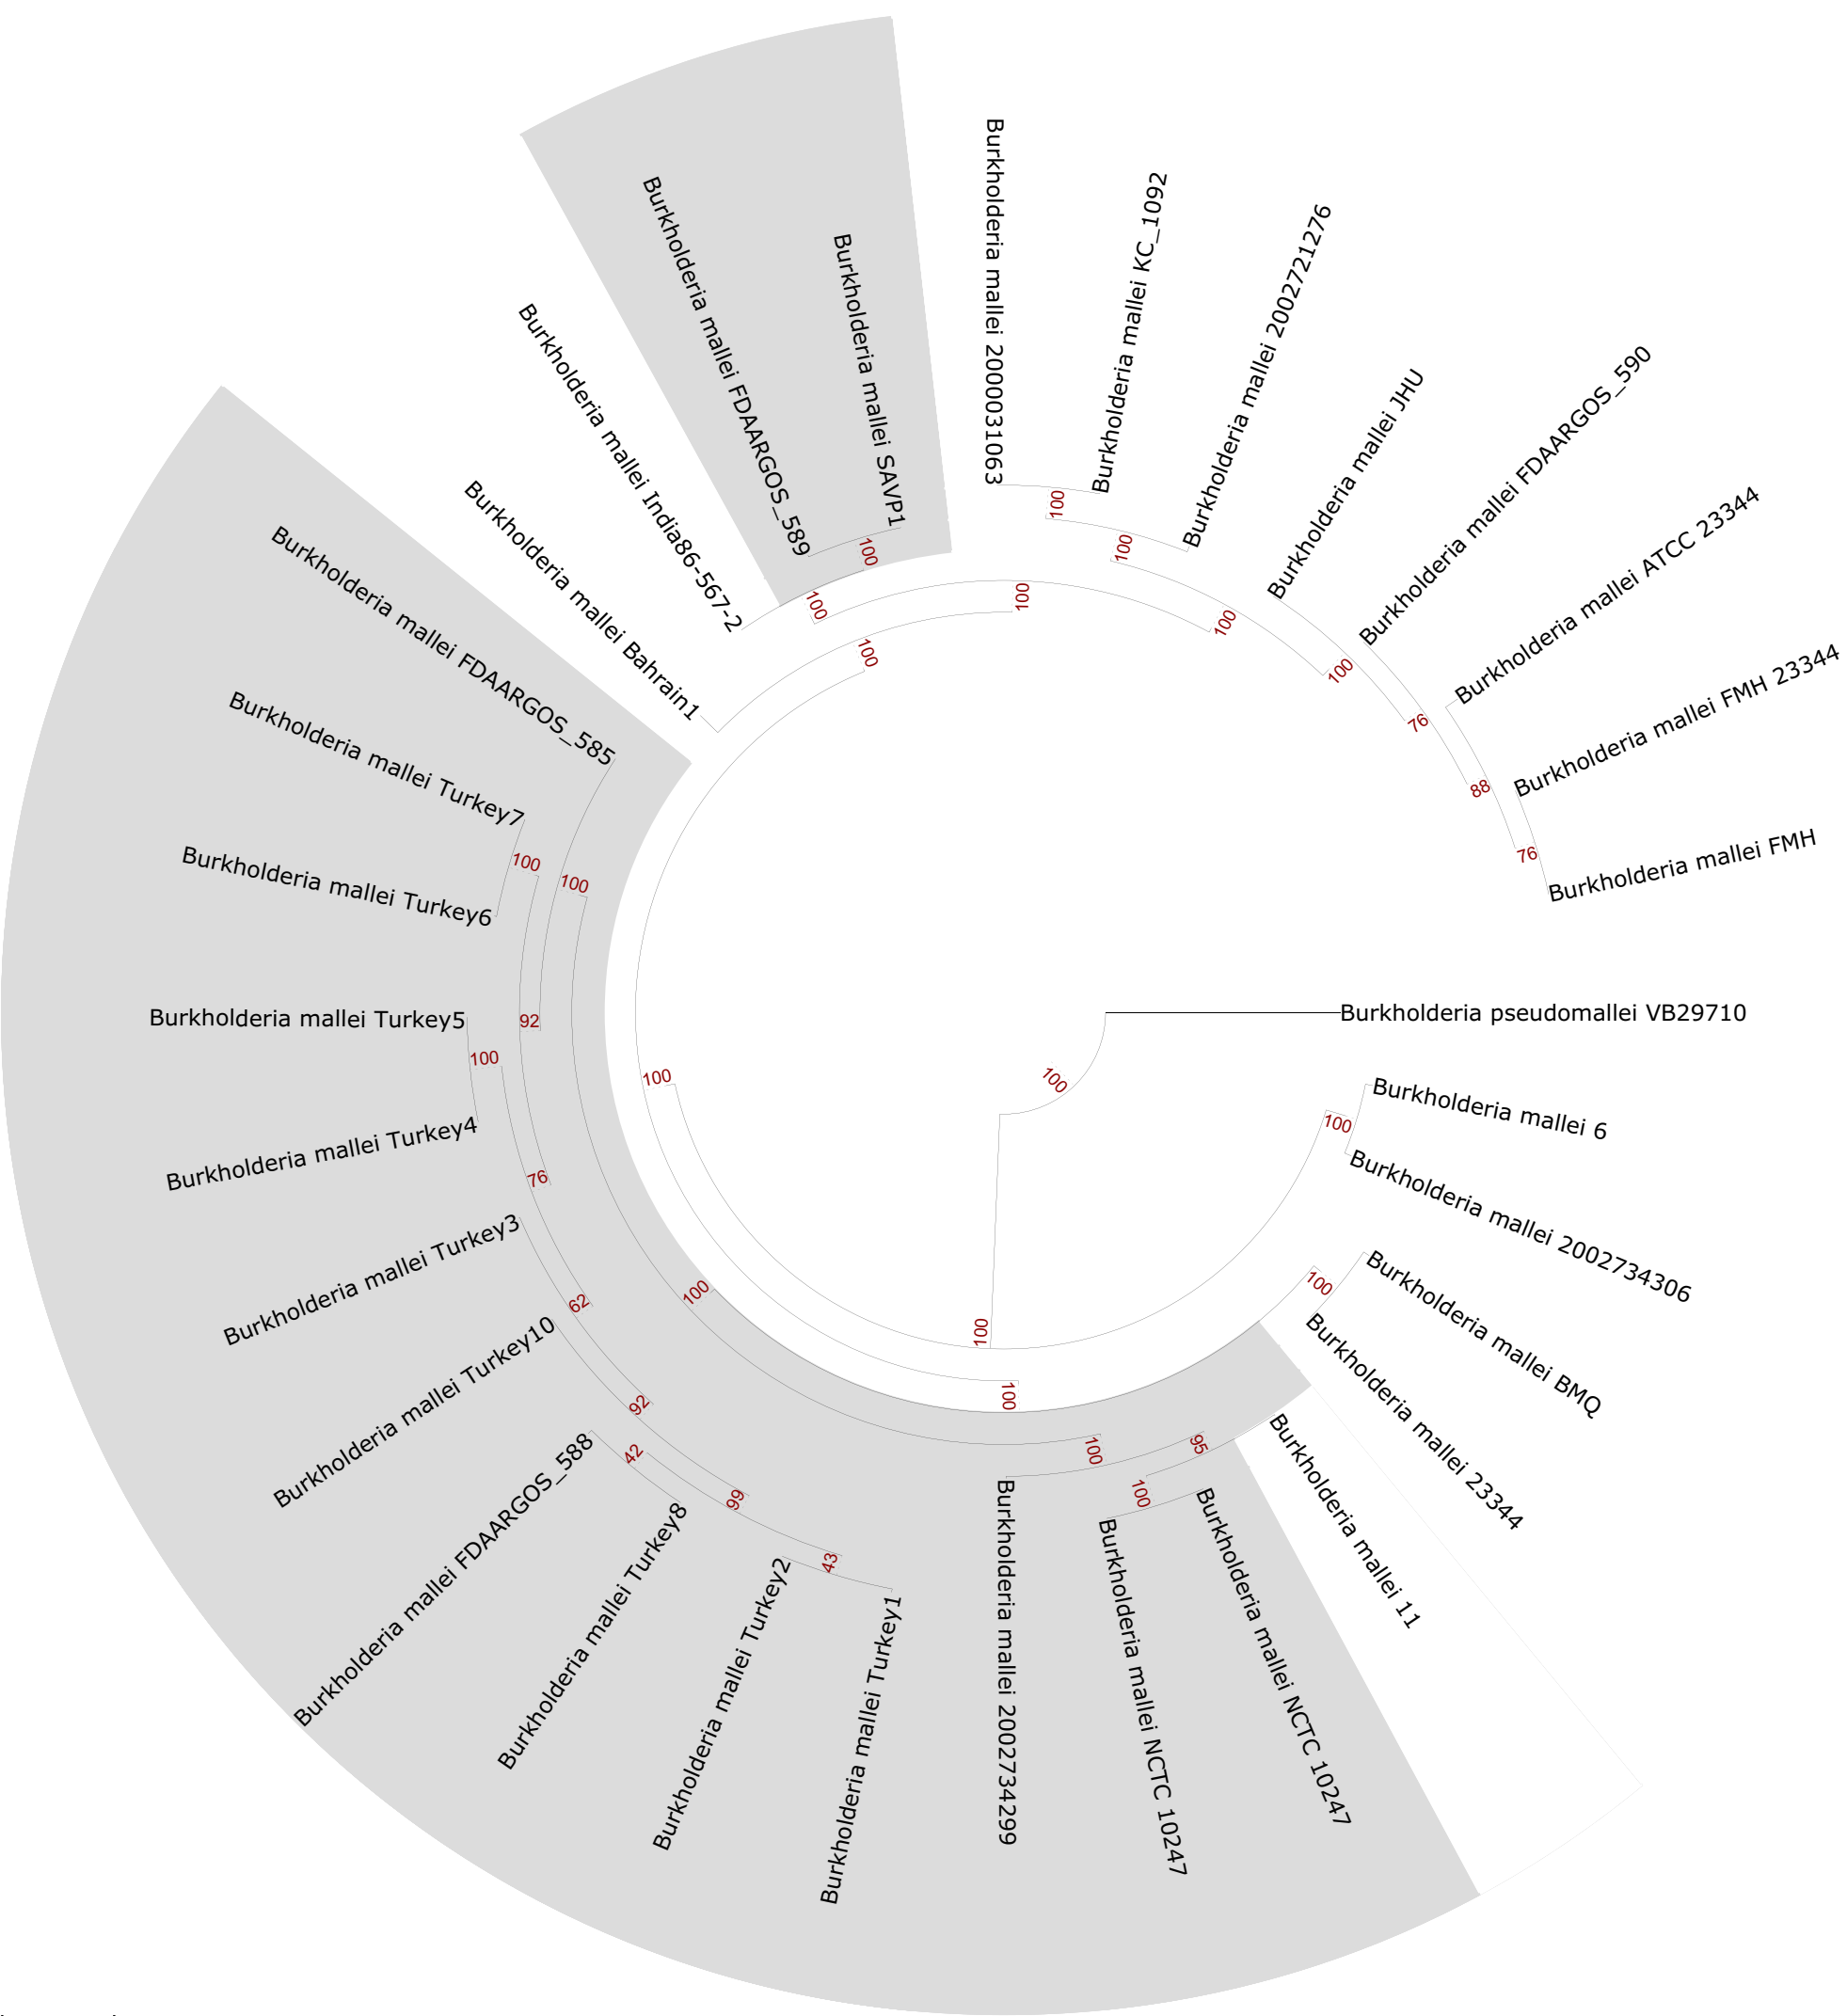 Burkholderia mallei 2000031063
Burkholderia mallei KC_1092
Burkholderia mallei 2002721276
Burkholderia mallei JHU
Burkholderia mallei FDAARGOS_590
Burkholderia mallei ATCC 23344
Burkholderia mallei FMH 23344
Burkholderia mallei FMH
Burkholderia pseudomallei VB29710
Burkholderia mallei 6
Burkholderia mallei 2002734306
Burkholderia mallei BMQ
Burkholderia mallei 23344
Burkholderia mallei 11
Burkholderia mallei NCTC 10247
Burkholderia mallei NCTC 10247
Burkholderia mallei 2002734299
Burkholderia mallei Turkey1
Burkholderia mallei Turkey2
Burkholderia mallei Turkey8
Burkholderia mallei FDAARGOS_588
Burkholderia mallei Turkey10
Burkholderia mallei Turkey3
Burkholderia mallei Turkey4
Burkholderia mallei Turkey5
Burkholderia mallei Turkey6
Burkholderia mallei Turkey7
Burkholderia mallei FDAARGOS_585
Burkholderia mallei Bahrain1
Burkholderia mallei India86-567-2
Burkholderia mallei FDAARGOS_589
Burkholderia mallei SAVP1
100
100
100
100
100
100
100
100
100
76
88
76
100
100
100
100
100
100
100
100
95
100
100
100
92
100
76
62
92
42
99
43